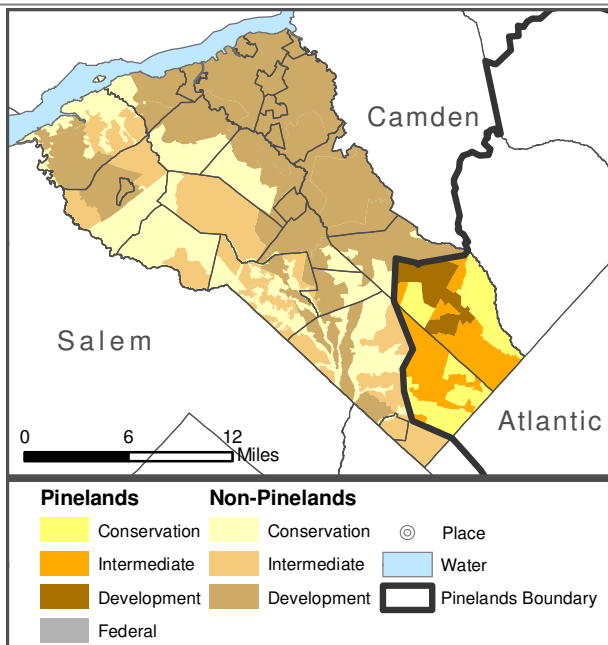 Camden
Salem
Atlantic
0 6 12
Miles
Pinelands Non-Pinelands
Conservation Conservation Place
Intermediate Intermediate Water
Development Development Pinelands Boundary
Federal